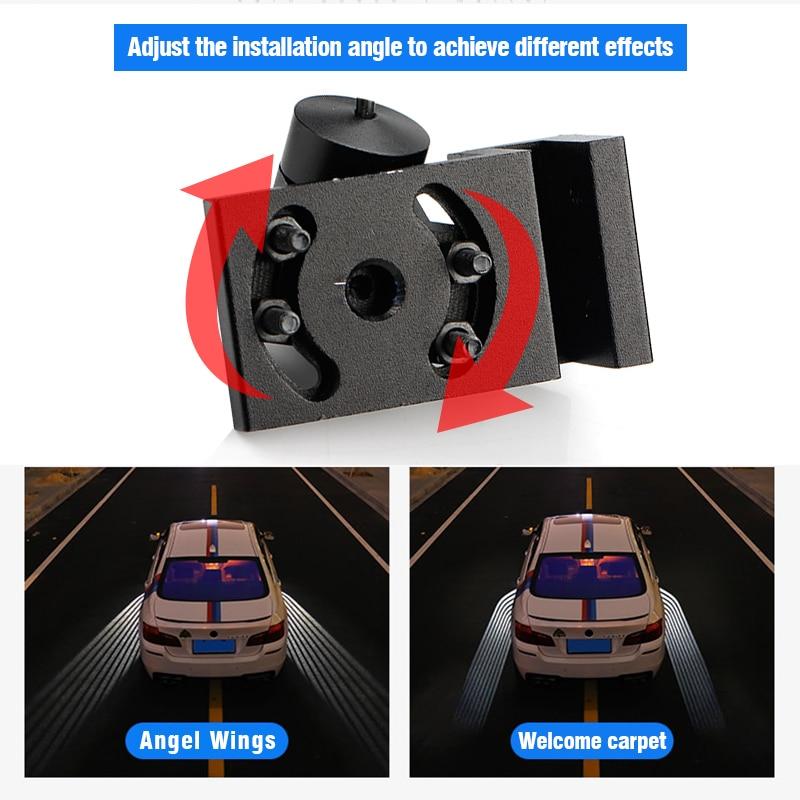 Adjust the installation angle to achieve different effects
Angel Wings
Welcome carpet